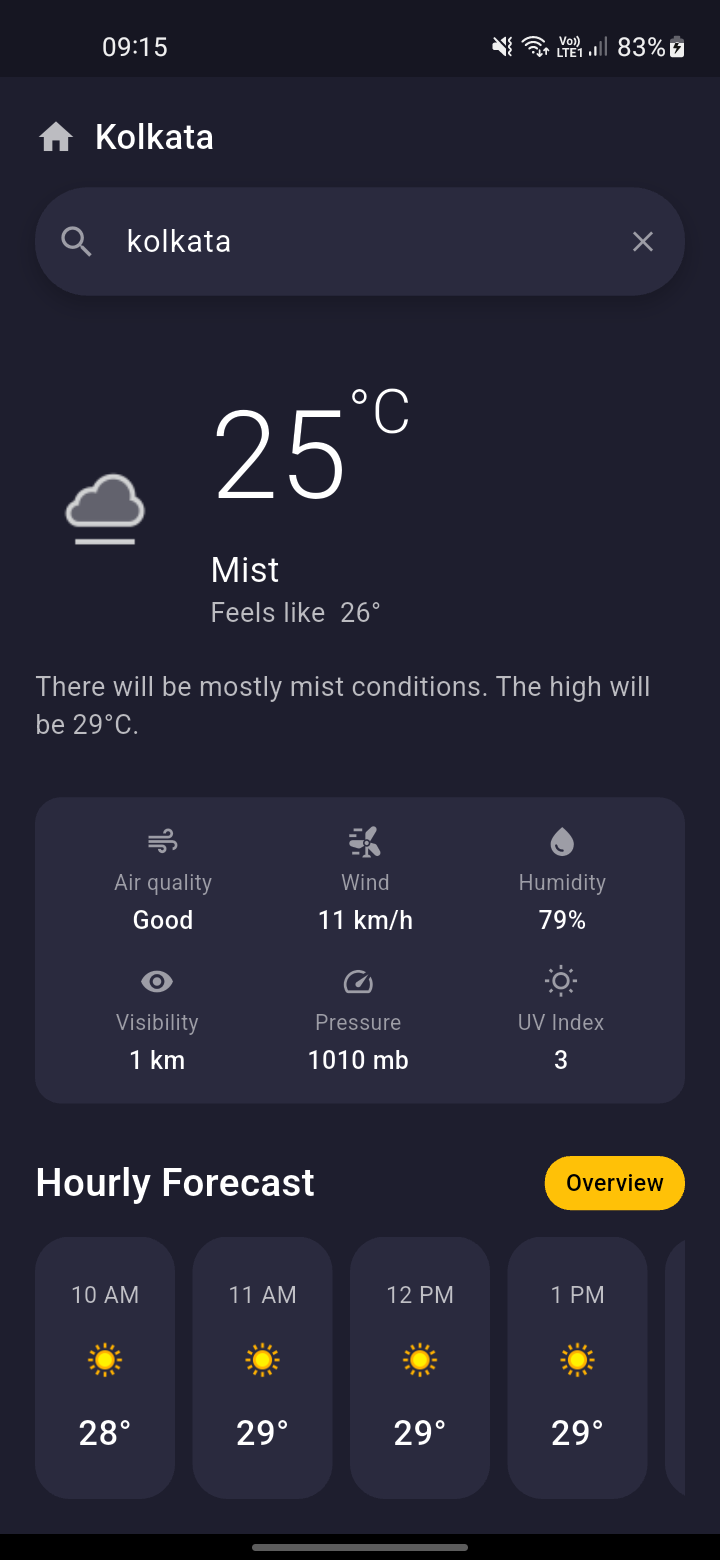 09:15 Vo)) LTE1 83%
Kolkata
kolkata
25°C
Mist
Feels like 26°
There will be mostly mist conditions. The high will
be 29°C.
Air quality Wind Humidity
Good 11 km/h 79%
Visibility Pressure UV Index
1 km 1010 mb 3
Hourly Forecast Overview
10 AM 11 AM 12 PM 1 PM
28° 29° 29° 29°